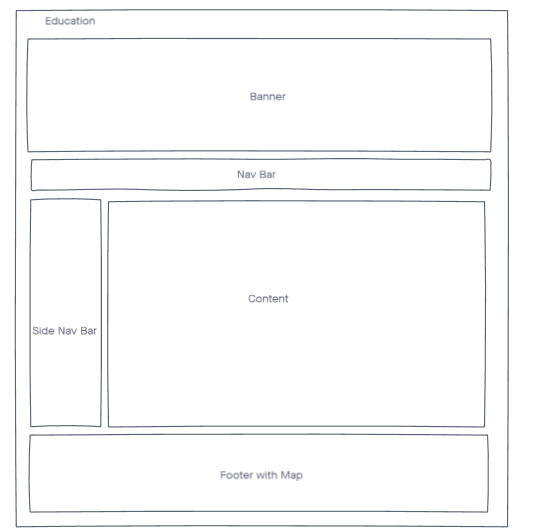 Education
Banner
Nav Bar
Content
Side Nav Bar
Footer with Map